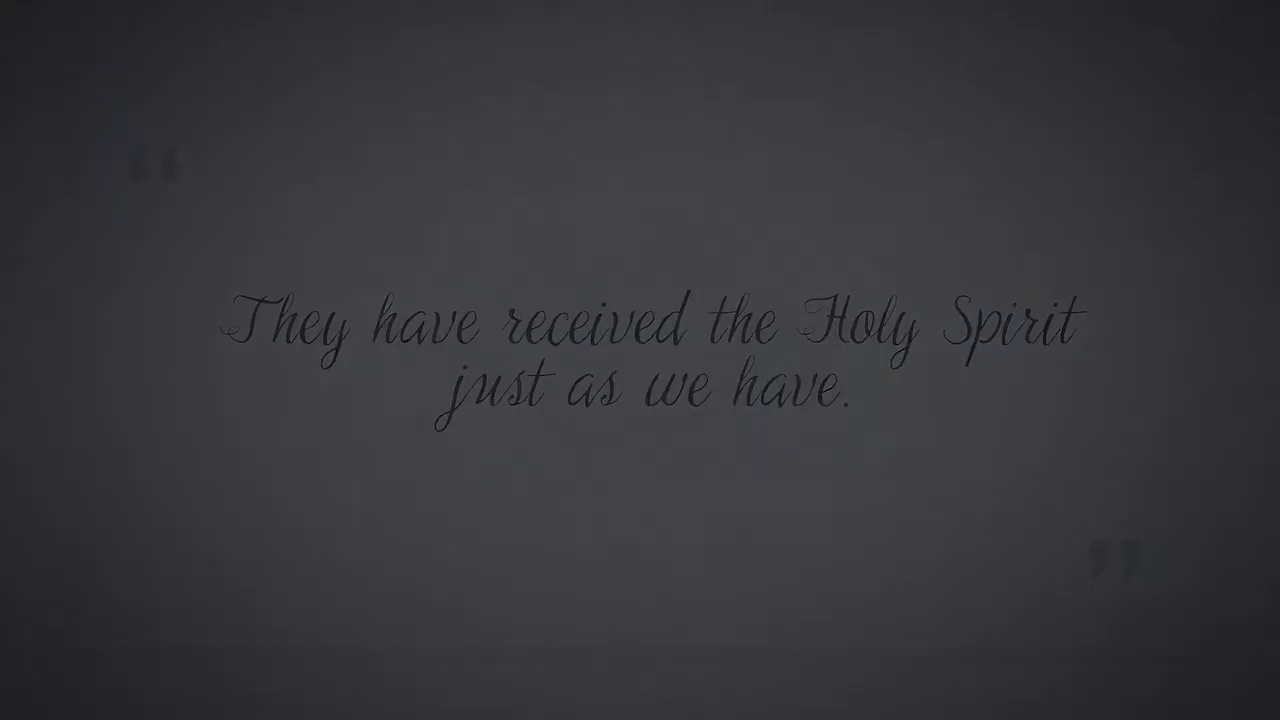 “
They have received the Holy Spirit
just as we have.
”